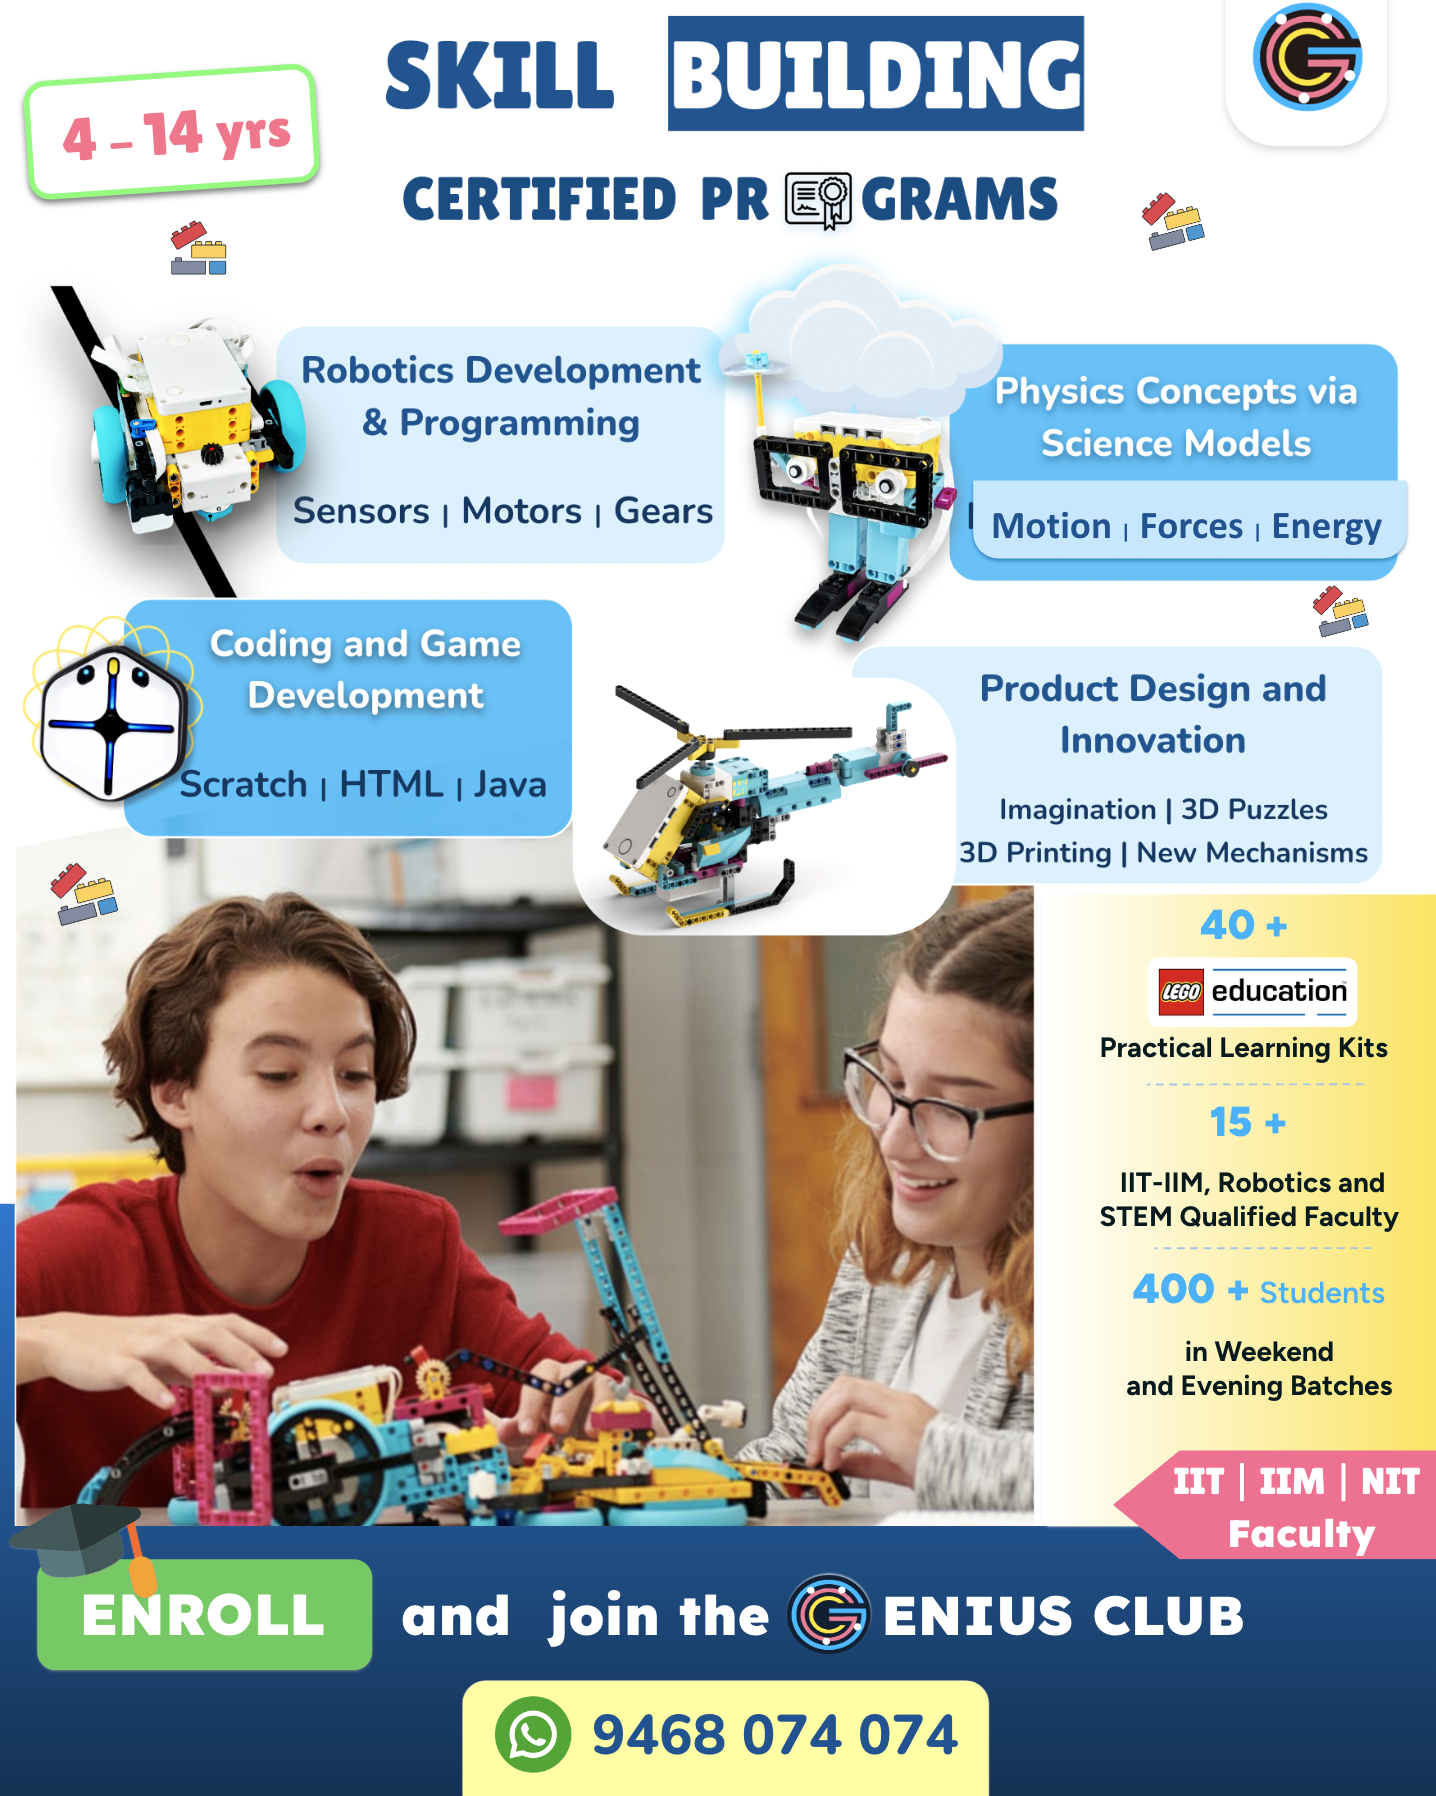 SKILL BUILDING
4 – 14 yrs
CERTIFIED PR GRAMS
Robotics Development
& Programming
Sensors | Motors | Gears
Physics Concepts via
Science Models
Motion | Forces | Energy
Coding and Game
Development
Scratch | HTML | Java
Product Design and
Innovation
Imagination | 3D Puzzles
3D Printing | New Mechanisms
40 +
LEGO education
Practical Learning Kits
15 +
IIT-IIM, Robotics and
STEM Qualified Faculty
400 + Students
in Weekend
and Evening Batches
IIT | IIM | NIT
Faculty
ENROLL and join the G ENIUS CLUB
9468 074 074